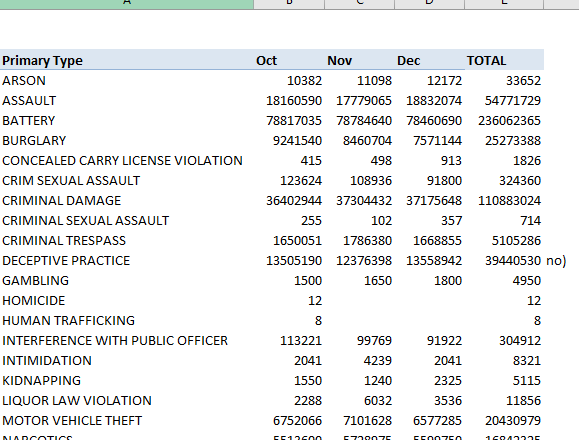 A B C D E
Primary Type Oct Nov Dec TOTAL
ARSON 10382 11098 12172 33652
ASSAULT 18160590 17779065 18832074 54771729
BATTERY 78817035 78784640 78460690 236062365
BURGLARY 9241540 8460704 7571144 25273388
CONCEALED CARRY LICENSE VIOLATION 415 498 913 1826
CRIM SEXUAL ASSAULT 123624 108936 91800 324360
CRIMINAL DAMAGE 36402944 37304432 37175648 110883024
CRIMINAL SEXUAL ASSAULT 255 102 357 714
CRIMINAL TRESPASS 1650051 1786380 1668855 5105286
DECEPTIVE PRACTICE 13505190 12376398 13558942 39440530 no)
GAMBLING 1500 1650 1800 4950
HOMICIDE 12 12
HUMAN TRAFFICKING 8 8
INTERFERENCE WITH PUBLIC OFFICER 113221 99769 91922 304912
INTIMIDATION 2041 4239 2041 8321
KIDNAPPING 1550 1240 2325 5115
LIQUOR LAW VIOLATION 2288 6032 3536 11856
MOTOR VEHICLE THEFT 6752066 7101628 6577285 20430979
NARCOTICS